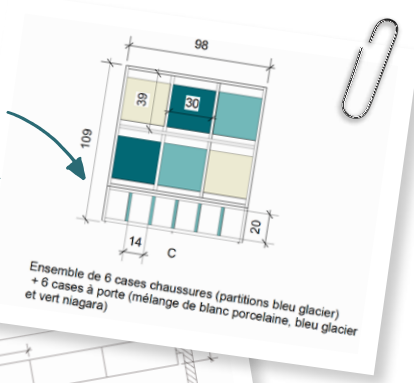 98
39
30
109
20
14
C
Ensemble de 6 cases chaussures (partitions bleu glacier)
+ 6 cases à porte (mélange de blanc porcelaine, bleu glacier
et vert niagara)